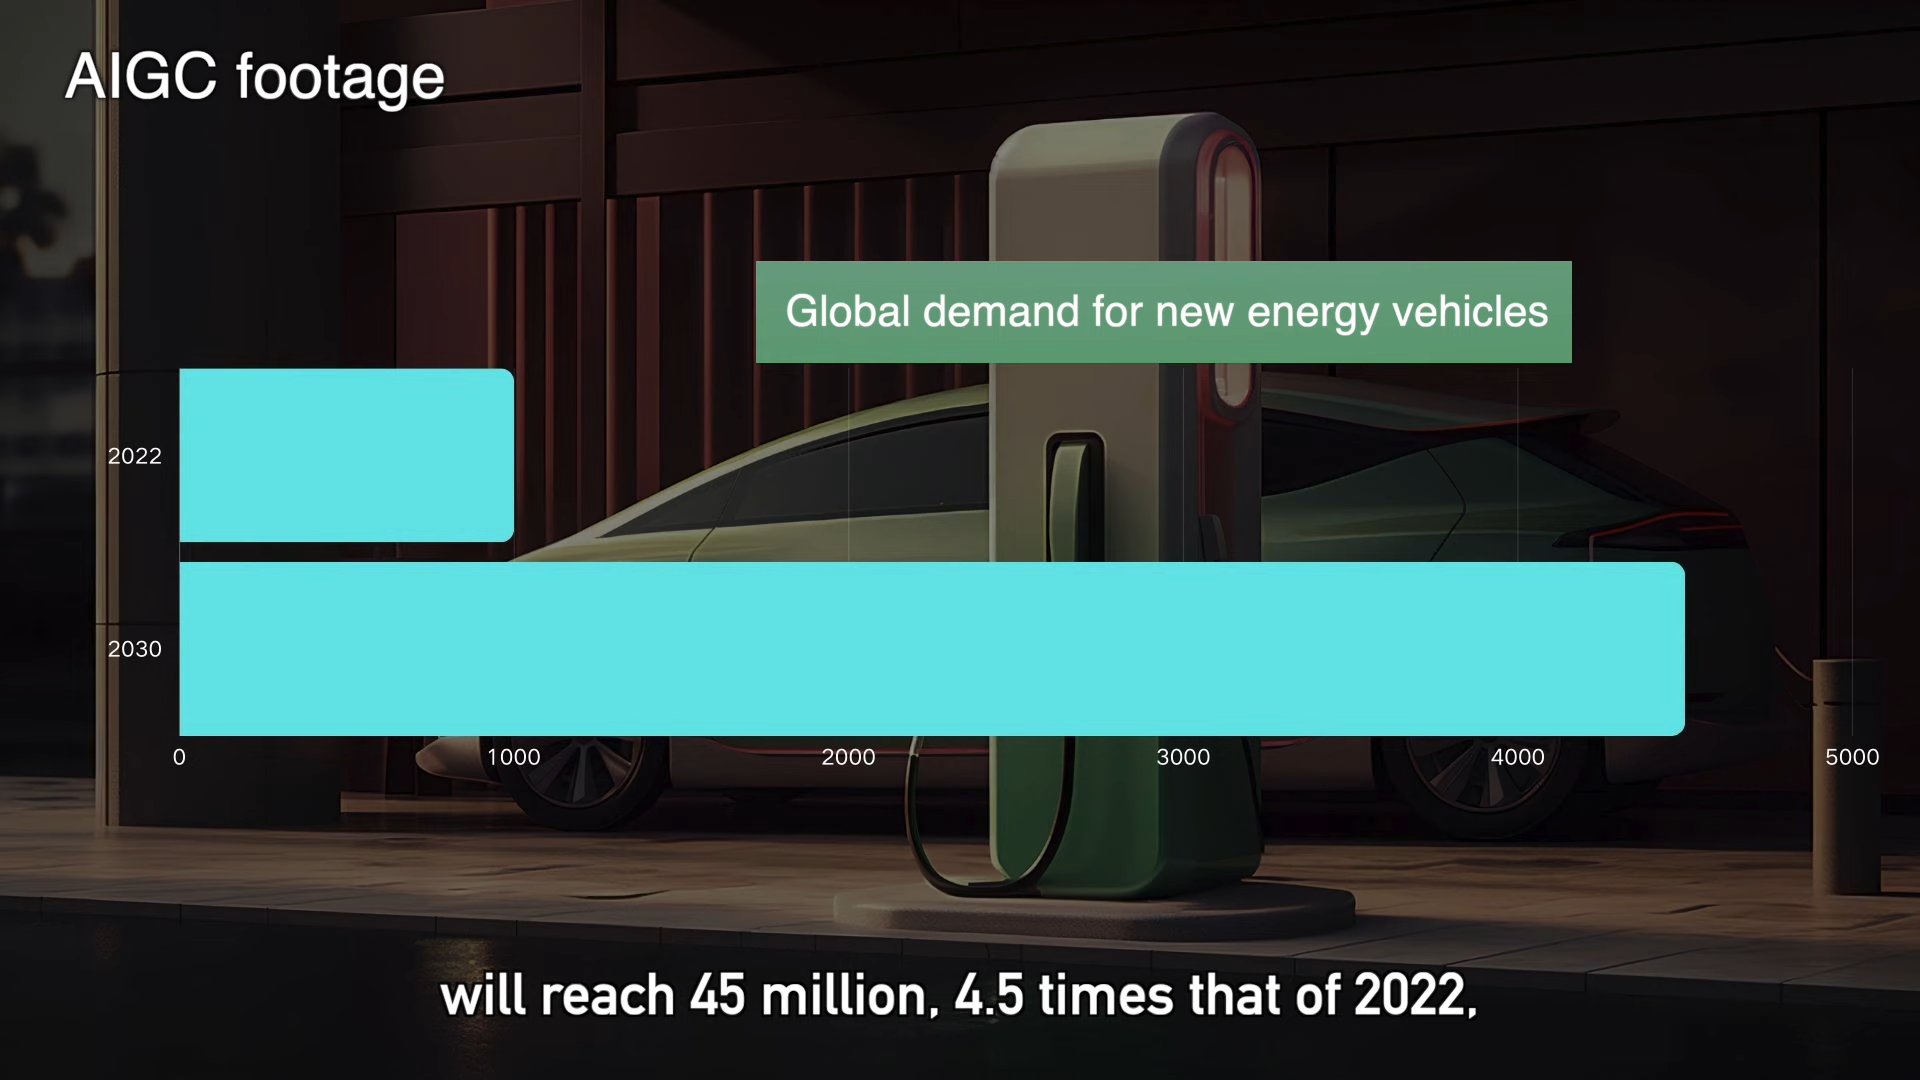 AIGC footage
Global demand for new energy vehicles
2022
2030
0 1000 2000 3000 4000 5000
will reach 45 million, 4.5 times that of 2022,